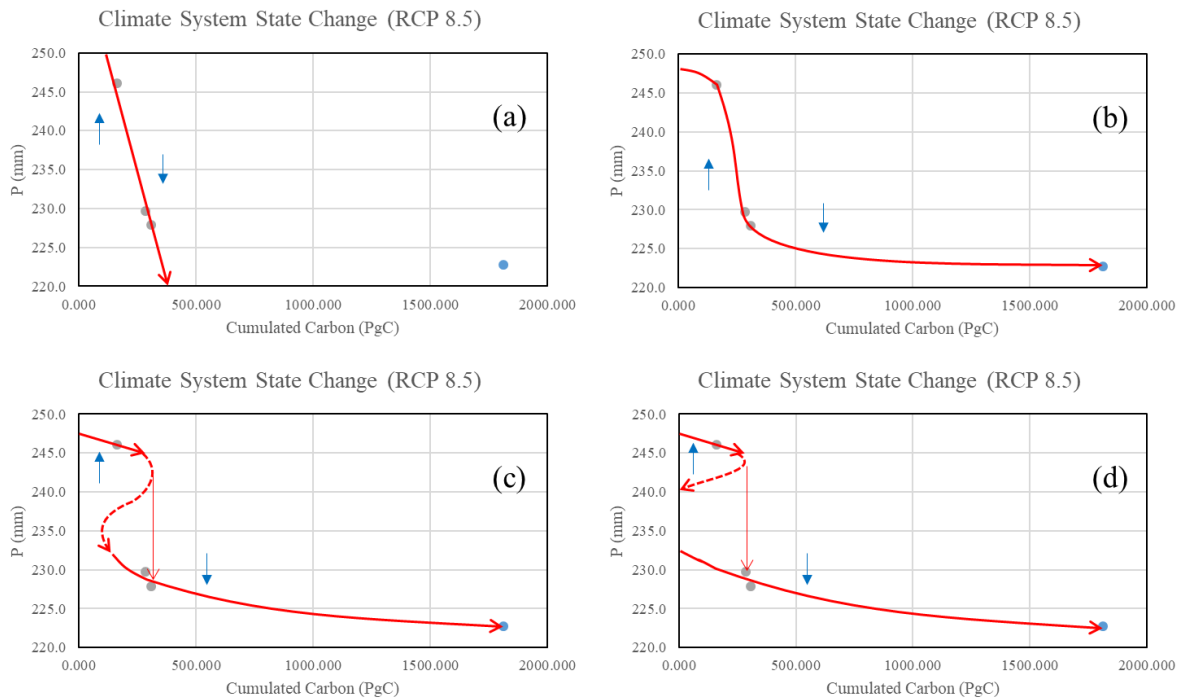 Climate System State Change (RCP 8.5)
250.0
245.0
240.0
235.0
230.0
225.0
220.0
P (mm)
(a)
0.000 500.000 1000.000 1500.000 2000.000
Cumulated Carbon (PgC)
Climate System State Change (RCP 8.5)
250.0
245.0
240.0
235.0
230.0
225.0
220.0
P (mm)
(b)
0.000 500.000 1000.000 1500.000 2000.000
Cumulated Carbon (PgC)
Climate System State Change (RCP 8.5)
250.0
245.0
240.0
235.0
230.0
225.0
220.0
P (mm)
(c)
0.000 500.000 1000.000 1500.000 2000.000
Cumulated Carbon (PgC)
Climate System State Change (RCP 8.5)
250.0
245.0
240.0
235.0
230.0
225.0
220.0
P (mm)
(d)
0.000 500.000 1000.000 1500.000 2000.000
Cumulated Carbon (PgC)